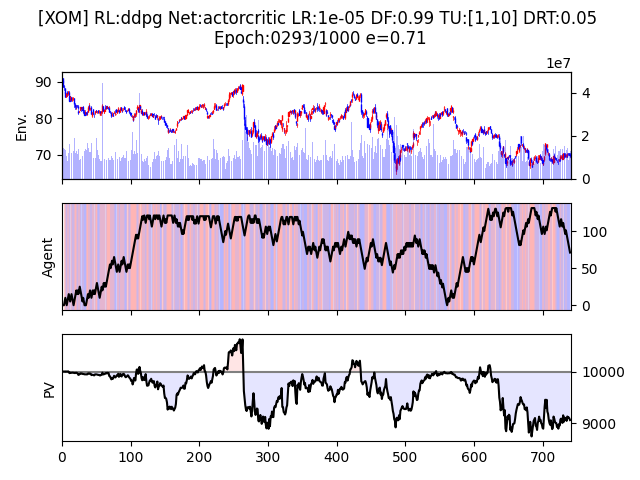 [XOM] RL:ddpg Net:actorcritic LR:1e-05 DF:0.99 TU:[1,10] DRT:0.05
Epoch:0293/1000 e=0.71
1e7
90
80
70
Env.
4
2
0
Agent
100
50
0
PV
10000
9000
0 100 200 300 400 500 600 700